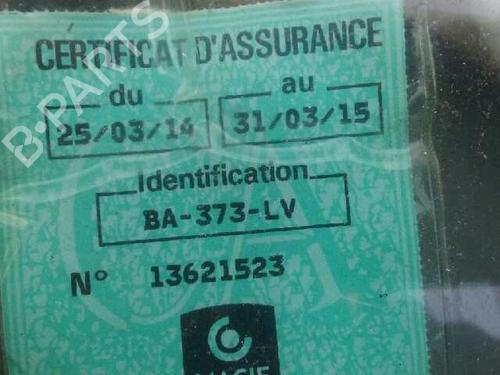 CERTIFICAT D'ASSURANCE
du
au
25/03/14
31/03/15
Identification
BA-373-LV
N° 13621523
B-PARTS